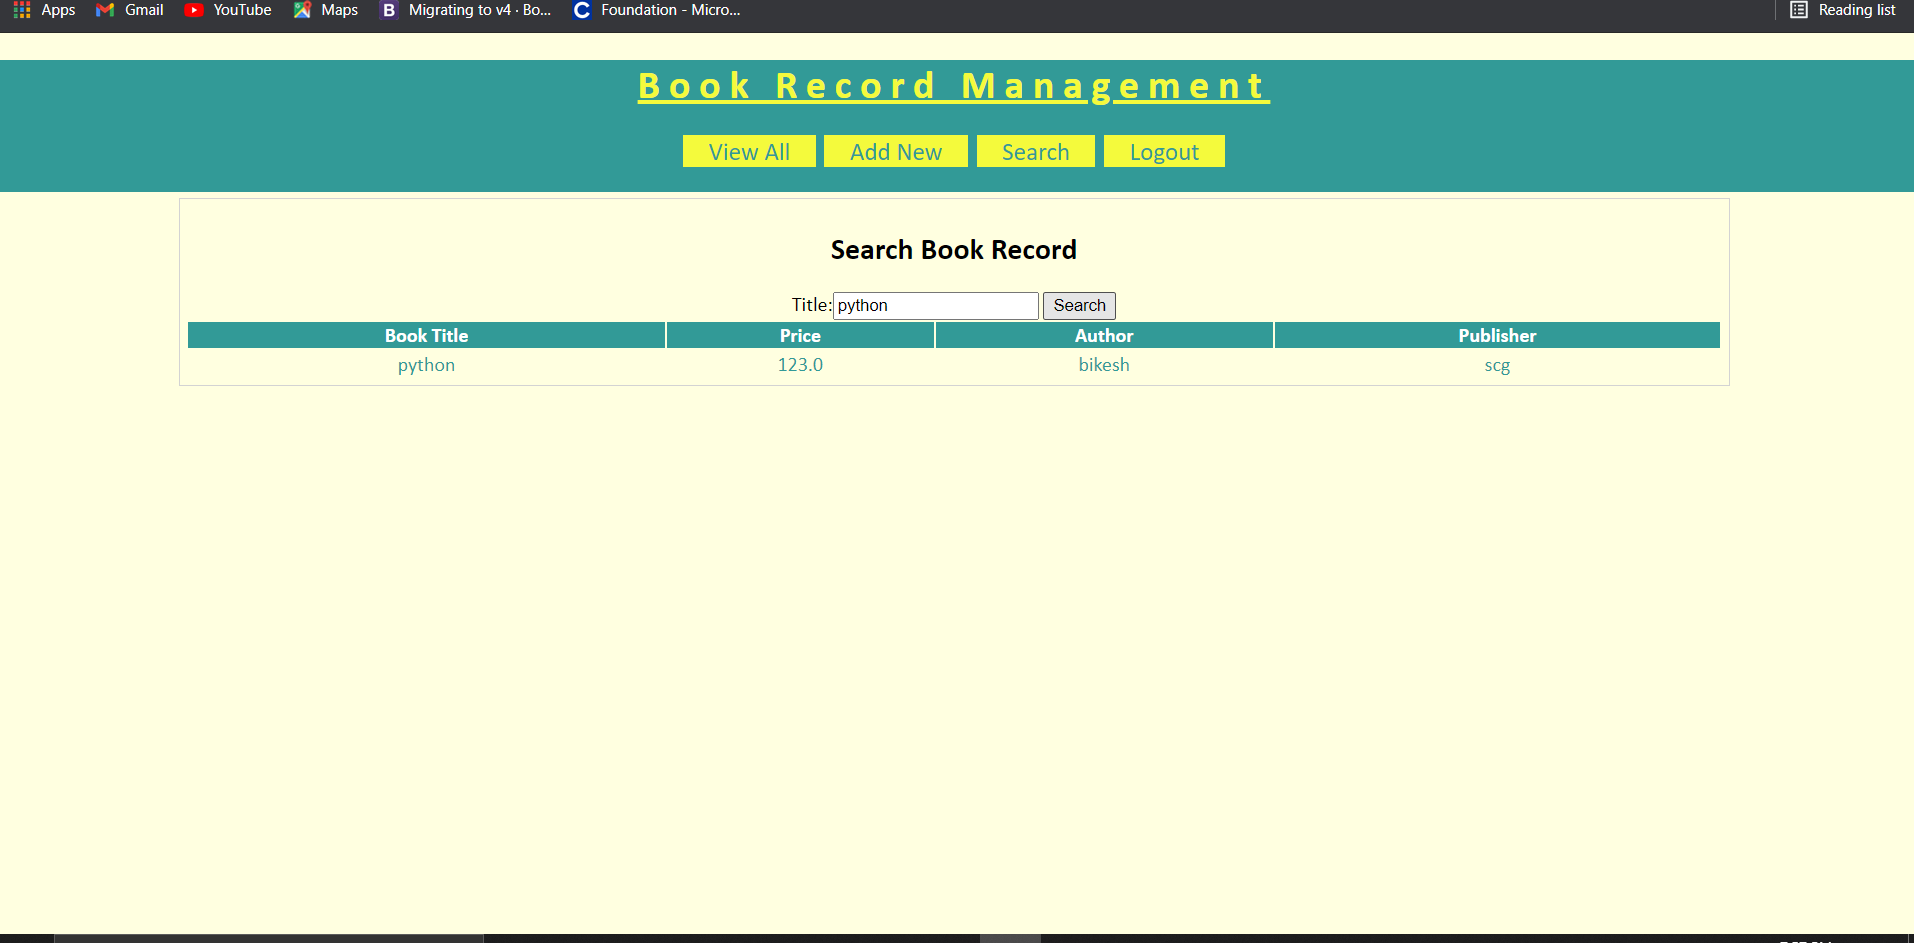 Apps Gmail YouTube Maps B Migrating to v4 · Bo... C Foundation - Micro... Reading list
Book Record Management
View All Add New Search Logout
Search Book Record
Title: python Search
Book Title Price Author Publisher
python 123.0 bikesh scg